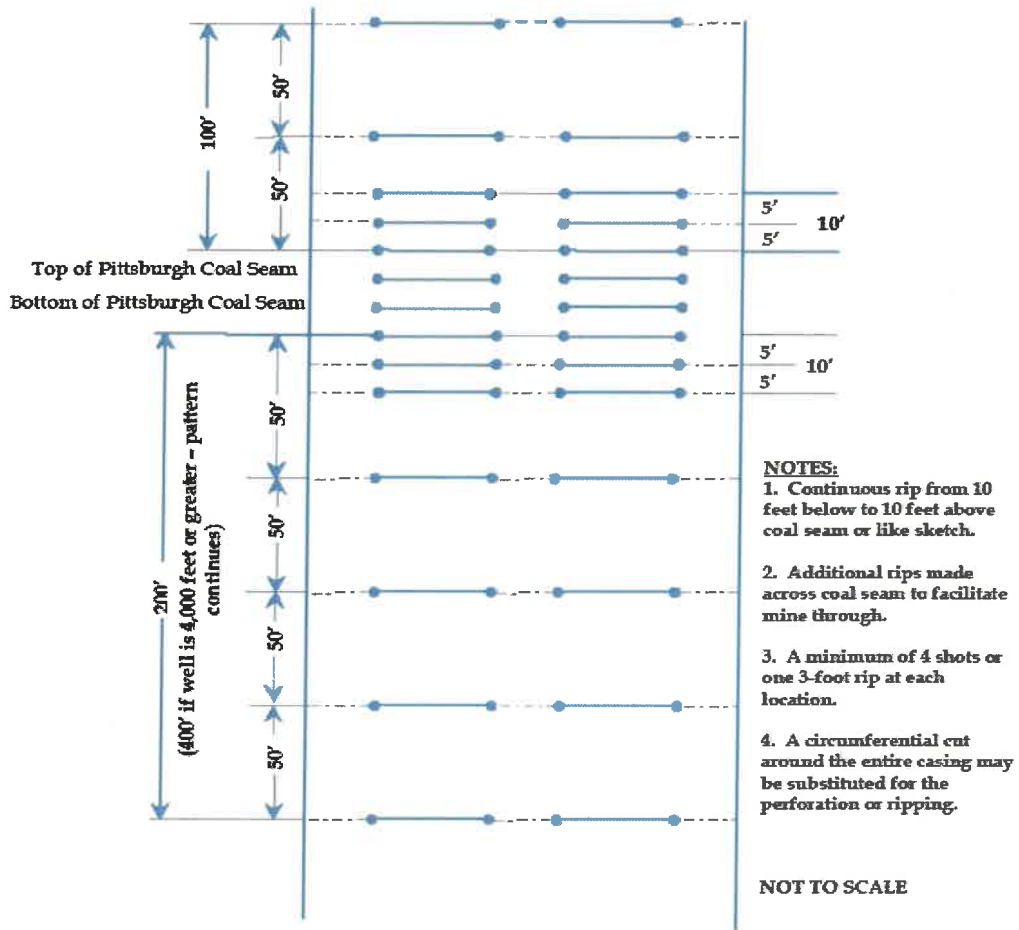 50'
100'
50'
5'
10'
5'
Top of Pittsburgh Coal Seam
Bottom of Pittsburgh Coal Seam
5'
10'
5'
200'
(400' if well is 4,000 feet or greater – pattern
continues)
50'
50'
50'
50'
NOTES:
1. Continuous rip from 10
feet below to 10 feet above
coal seam or like sketch.
2. Additional rips made
across coal seam to facilitate
mine through.
3. A minimum of 4 shots or
one 3-foot rip at each
location.
4. A circumferential cut
around the entire casing may
be substituted for the
perforation or ripping.
NOT TO SCALE